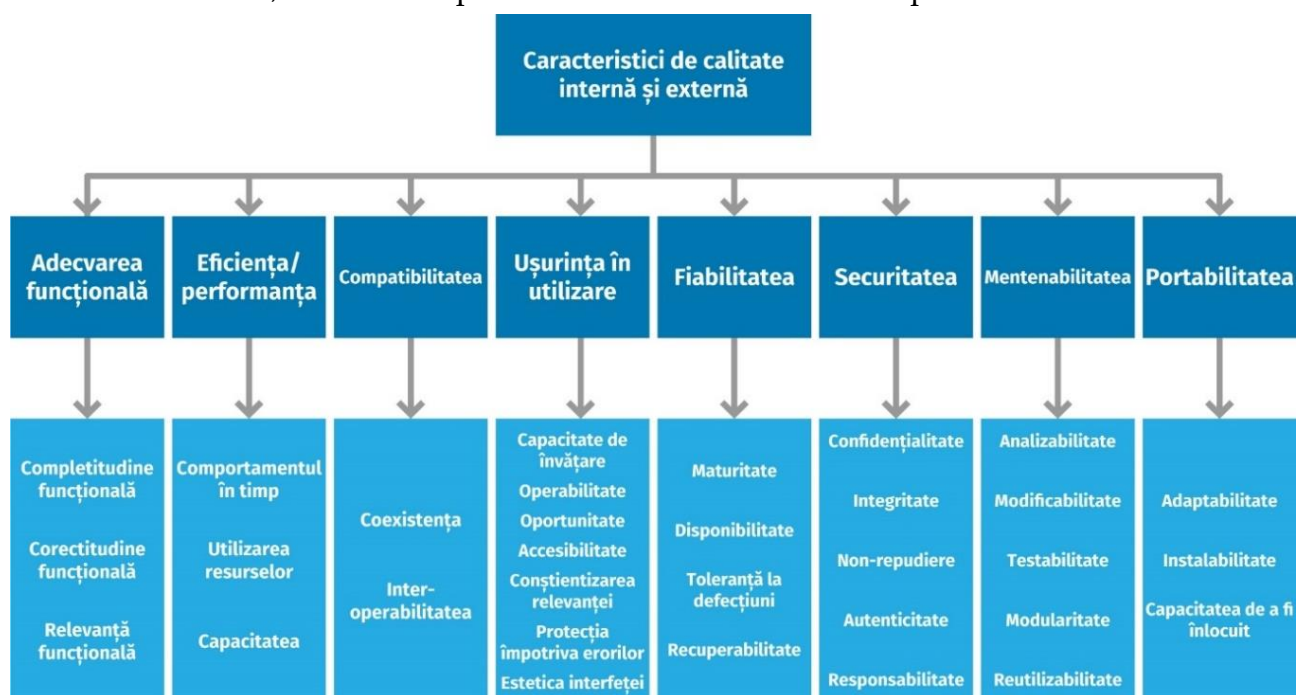 Caracteristici de calitate
internă și externă
Adecvarea
funcțională
Eficiența/
performanța
Compatibilitatea
Ușurința în
utilizare
Fiabilitatea
Securitatea
Mentenabilitatea
Portabilitatea
Completitudine
funcțională
Corectitudine
funcțională
Relevanță
funcțională
Comportamentul
în timp
Utilizarea
resurselor
Capacitatea
Coexistența
Inter-
operabilitatea
Capacitate de
învățare
Operabilitate
Oportunitate
Accesibilitate
Conștientizarea
relevanței
Protecția
împotriva erorilor
Estetica interfeței
Maturitate
Disponibilitate
Toleranță la
defecțiuni
Recuperabilitate
Confidențialitate
Integritate
Non-repudiere
Autenticitate
Responsabilitate
Analizabilitate
Modificabilitate
Testabilitate
Modularitate
Reutilizabilitate
Adaptabilitate
Instalabilitate
Capacitatea de a fi
înlocuit